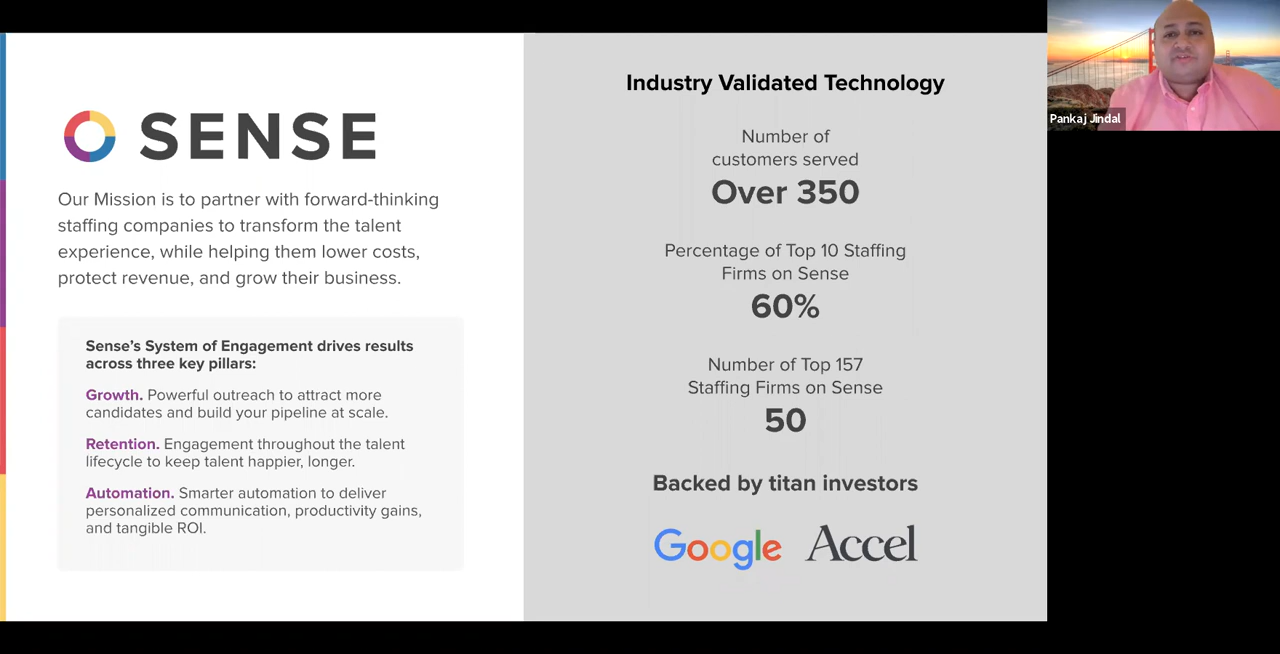 SENSE
Our Mission is to partner with forward-thinking
staffing companies to transform the talent
experience, while helping them lower costs,
protect revenue, and grow their business.
Sense’s System of Engagement drives results
across three key pillars:
Growth. Powerful outreach to attract more
candidates and build your pipeline at scale.
Retention. Engagement throughout the talent
lifecycle to keep talent happier, longer.
Automation. Smarter automation to deliver
personalized communication, productivity gains,
and tangible ROI.
Industry Validated Technology
Number of
customers served
Over 350
Percentage of Top 10 Staffing
Firms on Sense
60%
Number of Top 157
Staffing Firms on Sense
50
Backed by titan investors
Google Accel
Pankaj Jindal